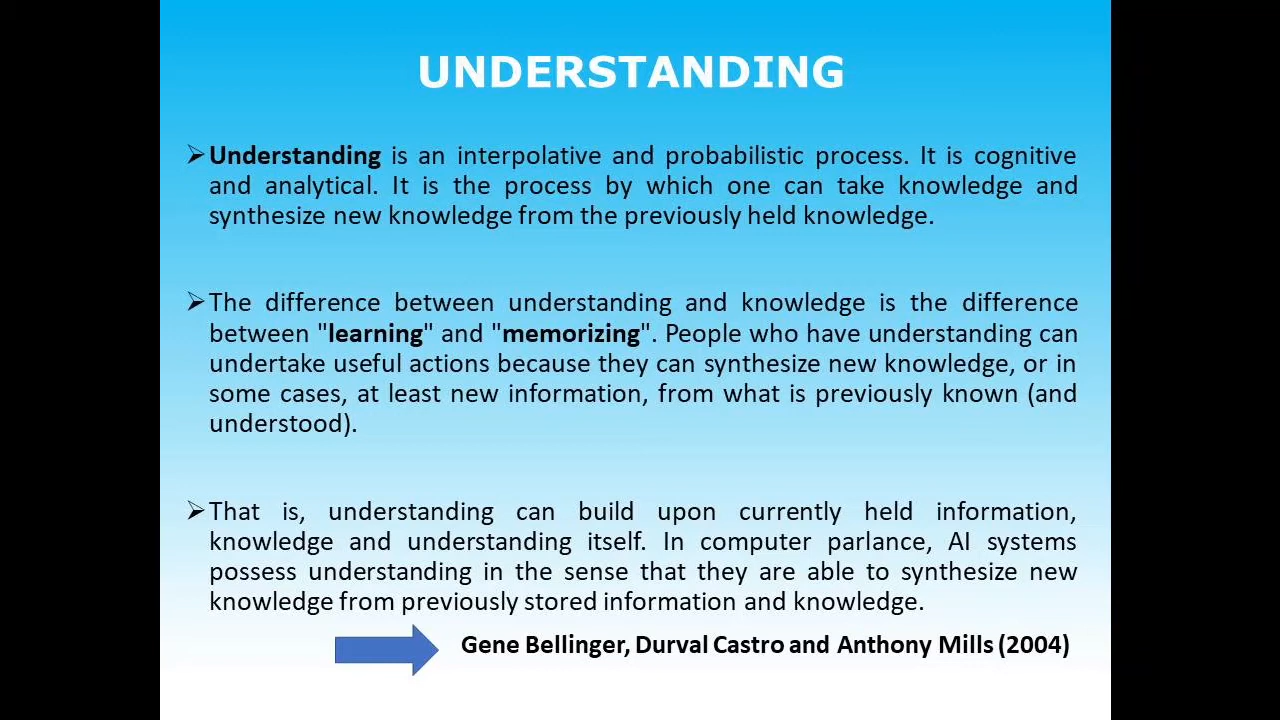 UNDERSTANDING
➢Understanding is an interpolative and probabilistic process. It is cognitive
and analytical. It is the process by which one can take knowledge and
synthesize new knowledge from the previously held knowledge.
➢The difference between understanding and knowledge is the difference
between "learning" and "memorizing". People who have understanding can
undertake useful actions because they can synthesize new knowledge, or in
some cases, at least new information, from what is previously known (and
understood).
➢That is, understanding can build upon currently held information,
knowledge and understanding itself. In computer parlance, AI systems
possess understanding in the sense that they are able to synthesize new
knowledge from previously stored information and knowledge.
Gene Bellinger, Durval Castro and Anthony Mills (2004)